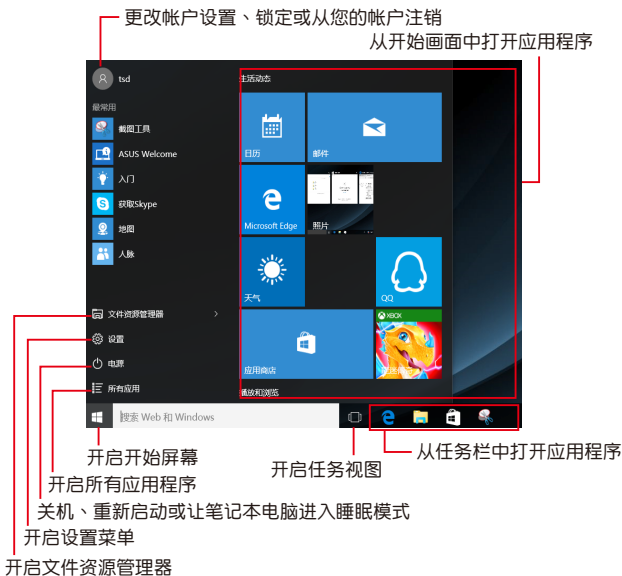 更改帐户设置、锁定或从您的帐户注销
从开始画面中打开应用程序
tsd
生活动态
最常用
截图工具
ASUS Welcome
入门
获取Skype
地图
人脉
日历
邮件
Microsoft Edge
照片
天气
QQ
应用商店
XBOX
文件资源管理器
设置
电源
所有应用
播放和浏览
搜索 Web 和 Windows
开启开始屏幕
开启任务视图
从任务栏中打开应用程序
开启所有应用程序
关机、重新启动或让笔记本电脑进入睡眠模式
开启设置菜单
开启文件资源管理器